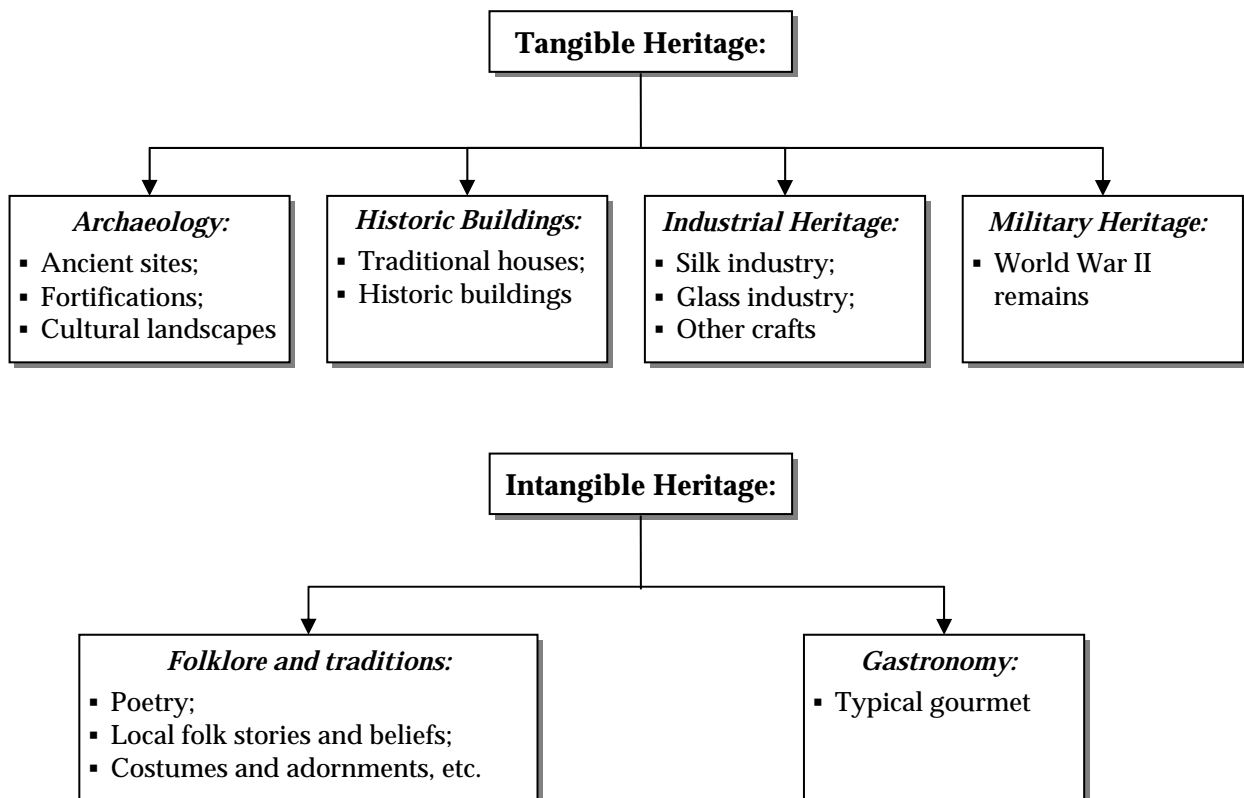 Tangible Heritage:
Archaeology:
▪ Ancient sites;
▪ Fortifications;
▪ Cultural landscapes
Historic Buildings:
▪ Traditional houses;
▪ Historic buildings
Industrial Heritage:
▪ Silk industry;
▪ Glass industry;
▪ Other crafts
Military Heritage:
▪ World War II
remains
Intangible Heritage:
Folklore and traditions:
▪ Poetry;
▪ Local folk stories and beliefs;
▪ Costumes and adornments, etc.
Gastronomy:
▪ Typical gourmet